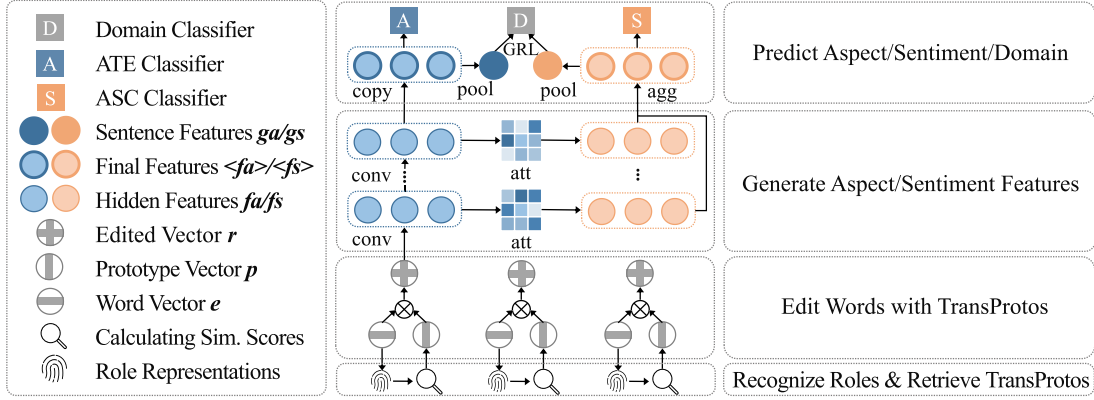 D Domain Classifier
A ATE Classifier
S ASC Classifier
Sentence Features ga/gs
Final Features <fa>/<fs>
Hidden Features fa/fs
Edited Vector r
Prototype Vector p
Word Vector e
Calculating Sim. Scores
Role Representations
A D S
GRL
copy pool pool agg
conv att
conv att
Predict Aspect/Sentiment/Domain
Generate Aspect/Sentiment Features
Edit Words with TransProtos
Recognize Roles & Retrieve TransProtos